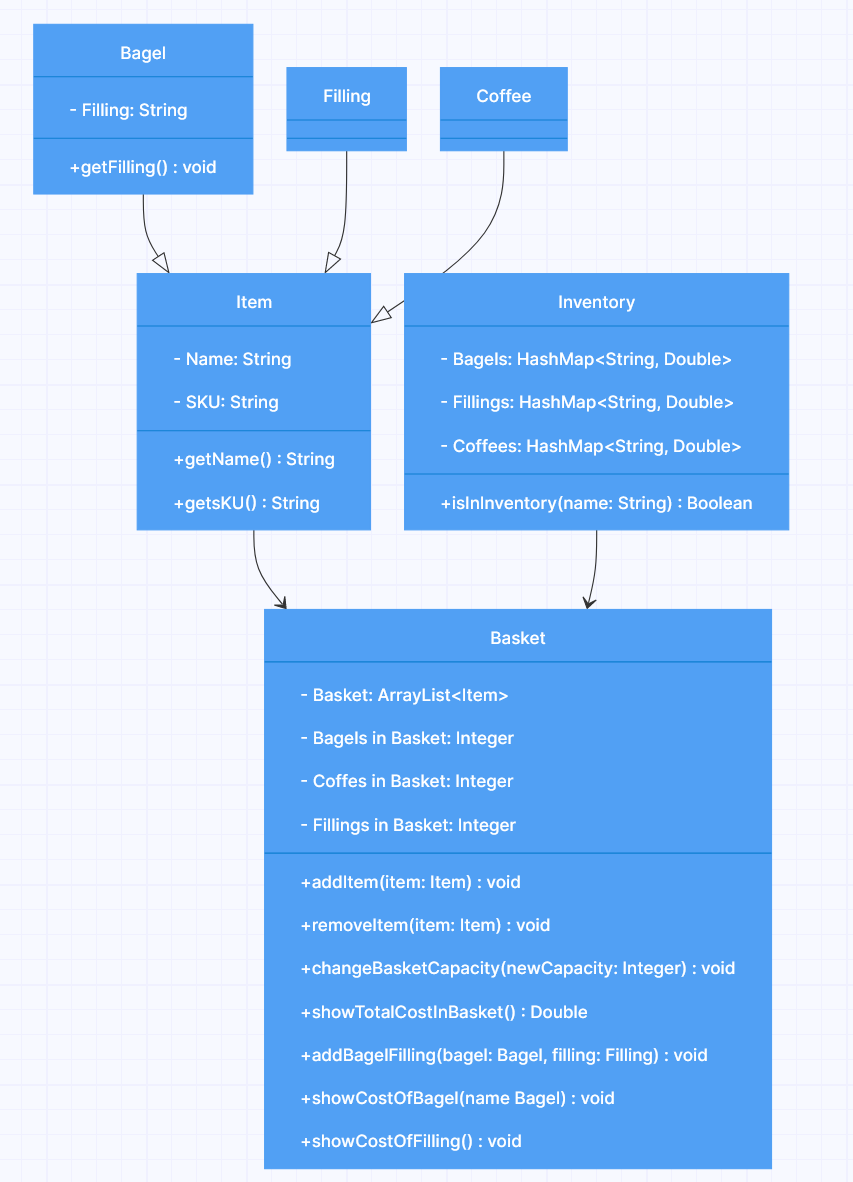 Bagel
- Filling: String
+getFilling() : void
Filling
Coffee
Item
- Name: String
- SKU: String
+getName() : String
+getsKU() : String
Inventory
- Bagels: HashMap<String, Double>
- Fillings: HashMap<String, Double>
- Coffees: HashMap<String, Double>
+isInInventory(name: String) : Boolean
Basket
- Basket: ArrayList<Item>
- Bagels in Basket: Integer
- Coffes in Basket: Integer
- Fillings in Basket: Integer
+addItem(item: Item) : void
+removeItem(item: Item) : void
+changeBasketCapacity(newCapacity: Integer) : void
+showTotalCostInBasket() : Double
+addBagelFilling(bagel: Bagel, filling: Filling) : void
+showCostOfBagel(name Bagel) : void
+showCostOfFilling() : void